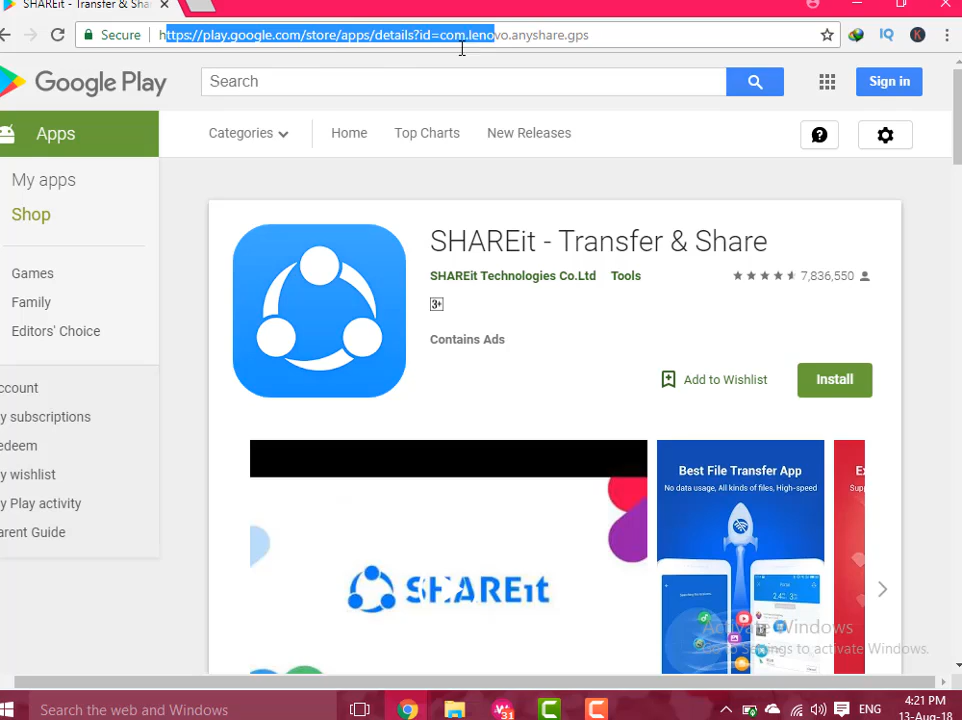 SHAREit - Transfer & Sha
Secure https://play.google.com/store/apps/details?id=com.lenovo.anyshare.gps
IQ K
Google Play Search Sign in
Apps Categories Home Top Charts New Releases
My apps
Shop
Games
Family
Editors' Choice
ccount
y subscriptions
edeem
y wishlist
y Play activity
arent Guide
SHAREit - Transfer & Share
SHAREit Technologies Co.Ltd Tools 7,836,550
3+
Contains Ads
Add to Wishlist Install
SHAREit
Best File Transfer App
No data usage, All kinds of files, High-speed
Activate Windows
Go to Settings to activate Windows.
Search the web and Windows
31
C C
ENG
4:21 PM
13-Aug-18